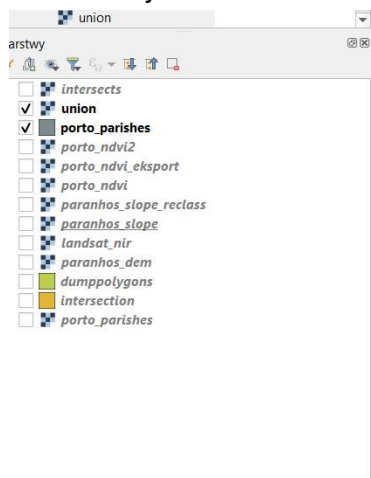 union
arstwy
intersects
union
porto_parishes
porto_ndvi2
porto_ndvi_eksport
porto_ndvi
paranhos_slope_reclass
paranhos_slope
landsat_nir
paranhos_dem
dumppolygons
intersection
porto_parishes